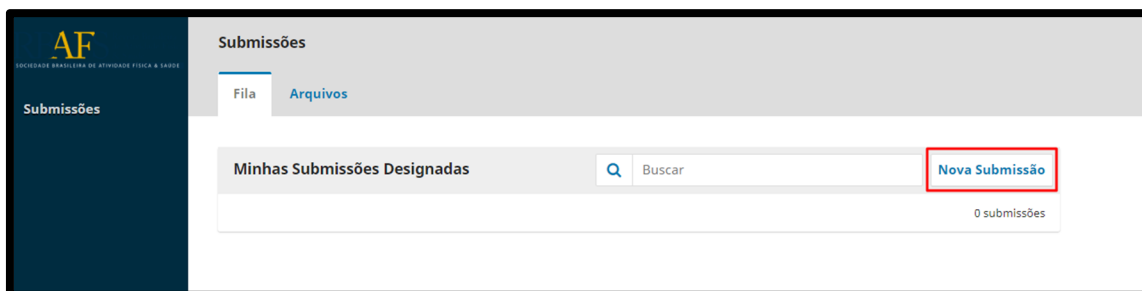 AF
SOCIEDADE BRASILEIRA DE ATIVIDADE FÍSICA & SAÚDE
Submissões
Submissões
Fila
Arquivos
Minhas Submissões Designadas
Buscar
Nova Submissão
0 submissões